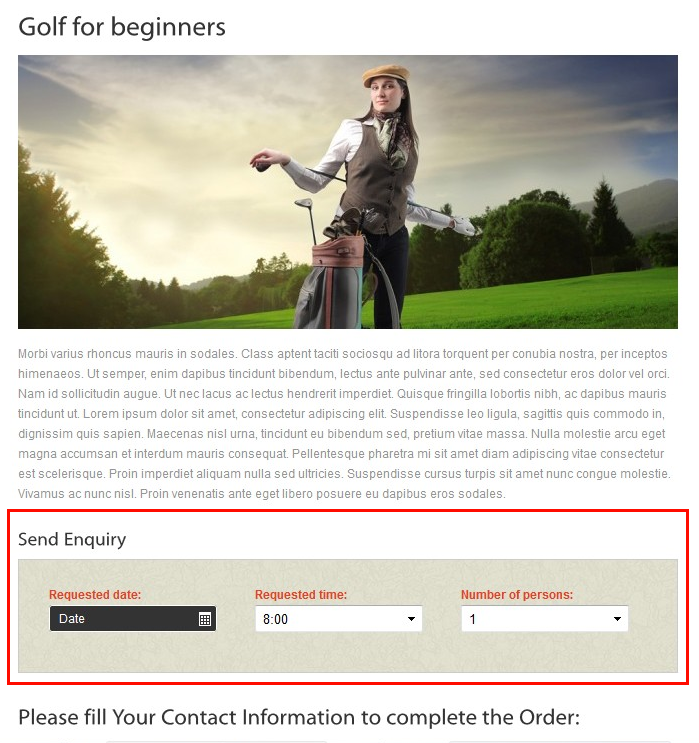 Golf for beginners
Morbi varius rhoncus mauris in sodales. Class aptent taciti sociosqu ad litora torquent per conubia nostra, per inceptos
himenaeos. Ut semper, enim dapibus tincidunt bibendum, lectus ante pulvinar ante, sed consectetur eros dolor vel orci.
Nam id sollicitudin augue. Ut nec lacus ac lectus hendrerit imperdiet. Quisque fringilla lobortis nibh, ac dapibus mauris
tincidunt ut. Lorem ipsum dolor sit amet, consectetur adipiscing elit. Suspendisse leo ligula, sagittis quis commodo in,
dignissim quis sapien. Maecenas nisl urna, tincidunt eu bibendum sed, pretium vitae massa. Nulla molestie arcu eget
magna accumsan et interdum mauris consequat. Pellentesque pharetra mi sit amet diam adipiscing vitae consectetur
est scelerisque. Proin imperdiet aliquam nulla sed ultricies. Suspendisse cursus turpis sit amet nunc congue molestie.
Vivamus ac nunc nisl. Proin venenatis ante eget libero posuere eu dapibus eros sodales.
Send Enquiry
Requested date: Requested time: Number of persons:
Date 8:00 1
Please fill Your Contact Information to complete the Order: